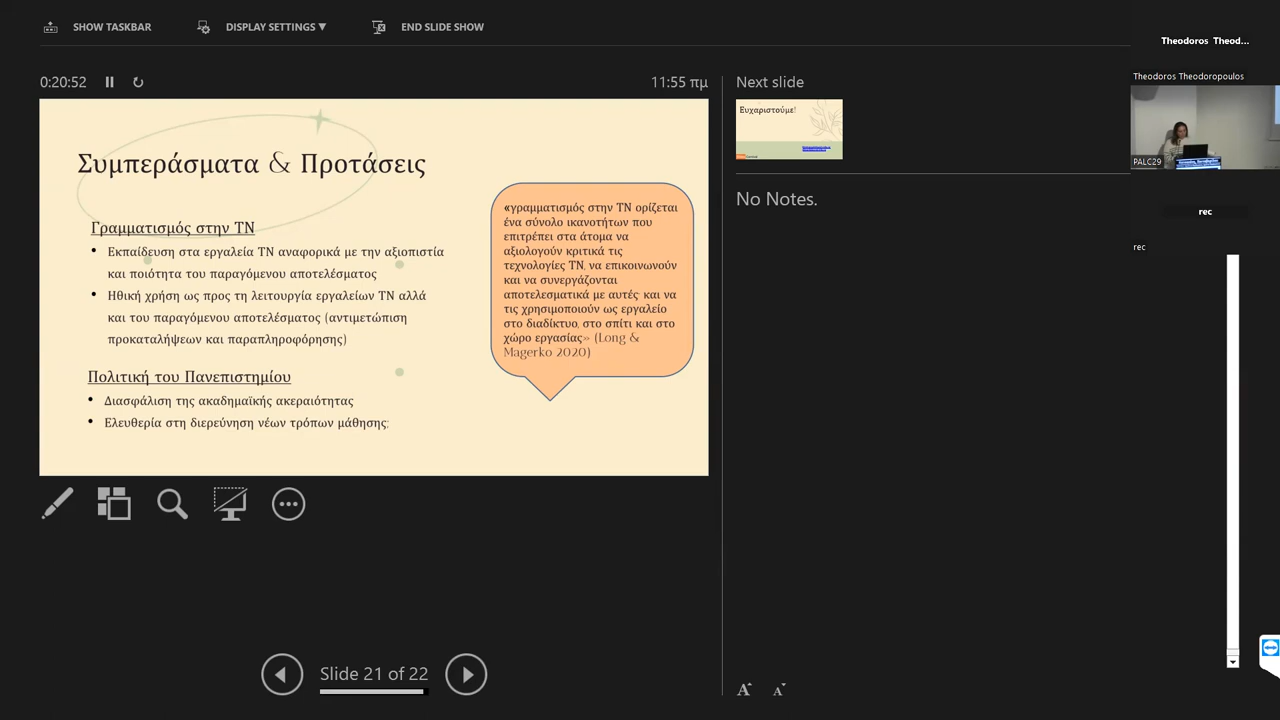 SHOW TASKBAR
DISPLAY SETTINGS ▼
END SLIDE SHOW
Theodoros Theod...
Theodoros Theodoropoulos
PALC29
rec
rec
0:20:52
11:55 πμ
Συμπεράσματα & Προτάσεις
Γραμματισμός στην ΤΝ
• Εκπαίδευση στα εργαλεία ΤΝ αναφορικά με την αξιοπιστία
και ποιότητα του παραγόμενου αποτελέσματος
• Ηθική χρήση ως προς τη λειτουργία εργαλείων ΤΝ αλλά
και του παραγόμενου αποτελέσματος (αντιμετώπιση
προκαταλήψεων και παραπληροφόρησης)
Πολιτική του Πανεπιστημίου
• Διασφάλιση της ακαδημαϊκής ακεραιότητας
• Ελευθερία στη διερεύνηση νέων τρόπων μάθησης;
«γραμματισμός στην ΤΝ ορίζεται
ένα σύνολο ικανοτήτων που
επιτρέπει στα άτομα να
αξιολογούν κριτικά τις
τεχνολογίες ΤΝ, να επικοινωνούν
και να συνεργάζονται
αποτελεσματικά με αυτές· και να
τις χρησιμοποιούν ως εργαλείο
στο διαδίκτυο, στο σπίτι και στο
χώρο εργασίας» (Long &
Magerko 2020)
Next slide
Ευχαριστούμε!
No Notes.
Slide 21 of 22
A A